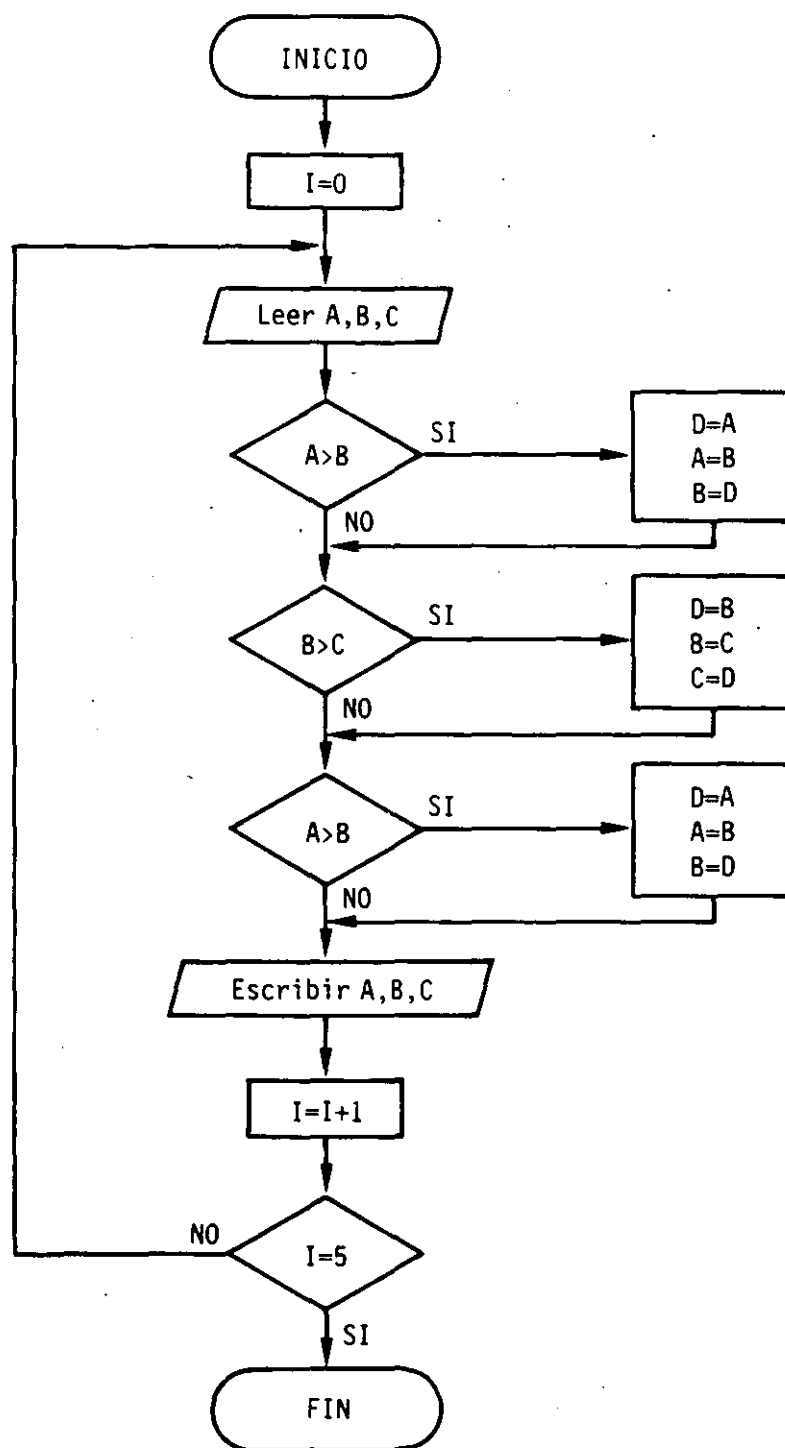 INICIO
I=0
Leer A,B,C
A>B
SI
D=A
A=B
B=D
NO
B>C
SI
D=B
B=C
C=D
NO
A>B
SI
D=A
A=B
B=D
NO
Escribir A,B,C
I=I+1
NO
I=5
SI
FIN